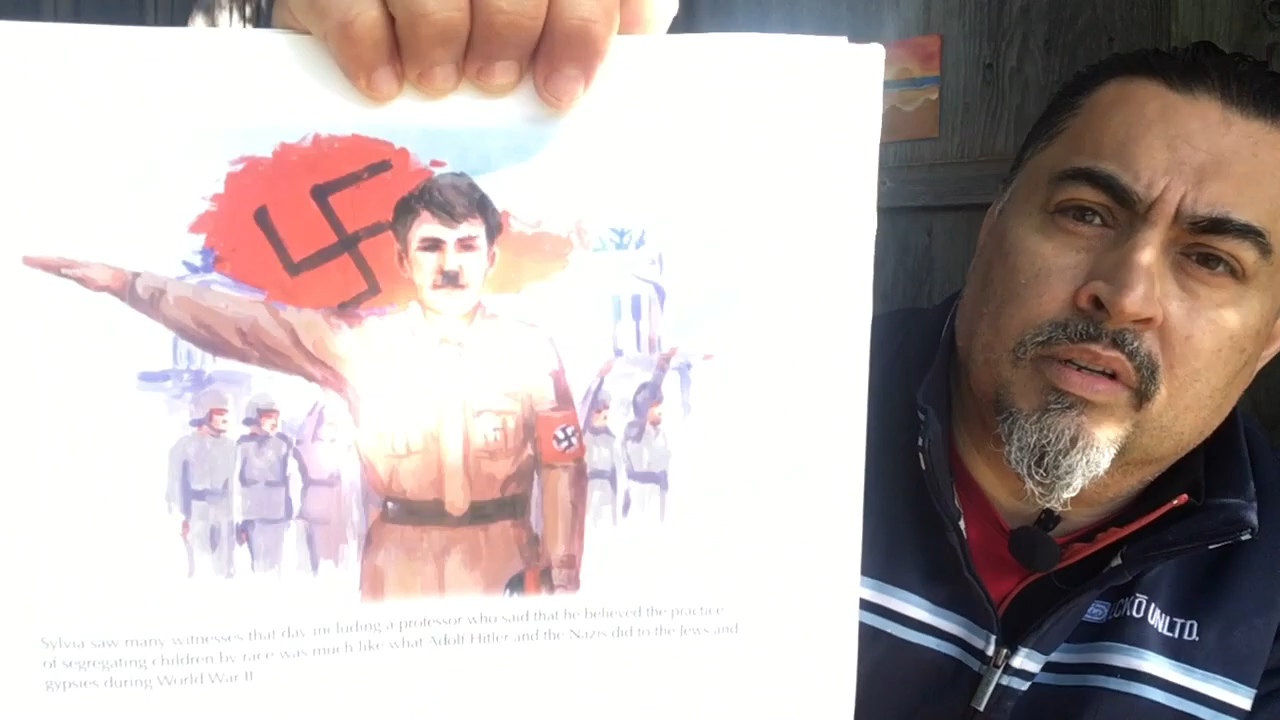 Sylvia saw many witnesses that day including a professor who said that he believed the practice
of segregating children by race was much like what Adolf Hitler and the Nazis did to the Jews and
gypsies during World War II
CKŌ UNLTD.